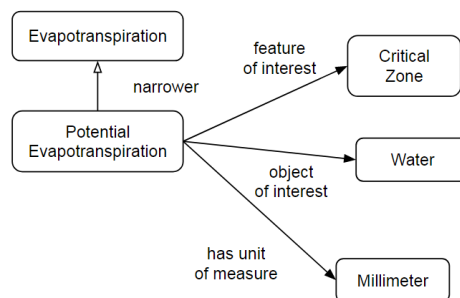 Evapotranspiration
feature
of interest
Critical
Zone
narrower
Potential
Evapotranspiration
Water
object
of interest
has unit
of measure
Millimeter